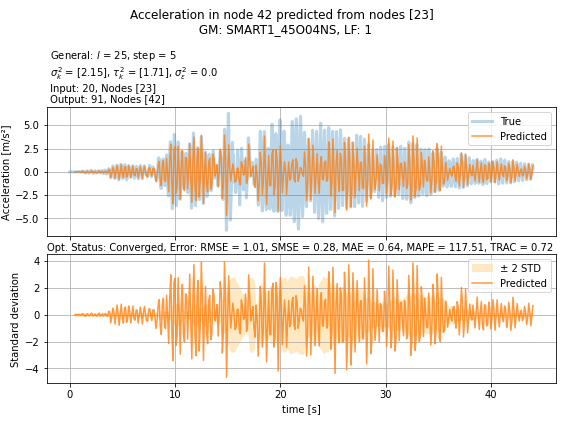 Acceleration in node 42 predicted from nodes [23]
GM: SMART1_45O04NS, LF: 1
General: l = 25, step = 5
σₖ² = [2.15], τₖ² = [1.71], σₑ² = 0.0
Input: 20, Nodes [23]
Output: 91, Nodes [42]
Acceleration [m/s²]
5.0
2.5
0.0
−2.5
−5.0
True
Predicted
Opt. Status: Converged, Error: RMSE = 1.01, SMSE = 0.28, MAE = 0.64, MAPE = 117.51, TRAC = 0.72
Standard deviation
4
2
0
−2
−4
± 2 STD
Predicted
0
10
20
30
40
time [s]